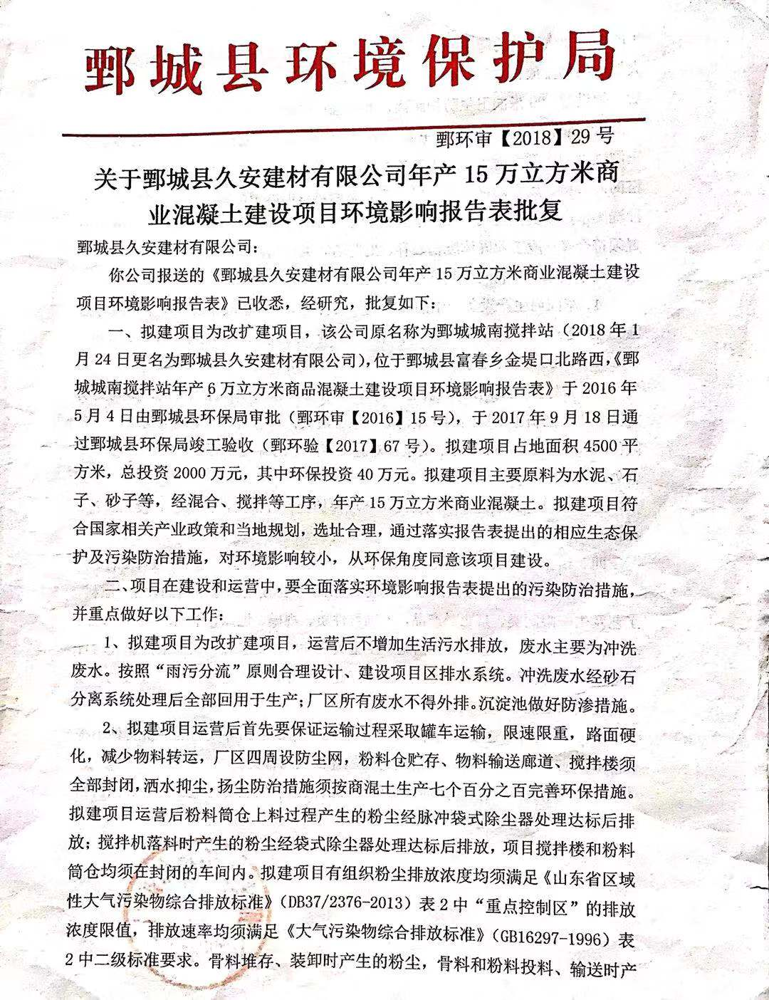 鄄城县环境保护局
鄄环审【2018】29号
关于鄄城县久安建材有限公司年产15万立方米商
业混凝土建设项目环境影响报告表批复
鄄城县久安建材有限公司：
你公司报送的《鄄城县久安建材有限公司年产15万立方米商业混凝土建设
项目环境影响报告表》已收悉，经研究，批复如下：
一、拟建项目为改扩建项目，该公司原名称为鄄城城南搅拌站（2018年1
月24日更名为鄄城县久安建材有限公司），位于鄄城县富春乡金堤口北路西，《鄄
城城南搅拌站年产6万立方米商品混凝土建设项目环境影响报告表》于2016年
5月4日由鄄城县环保局审批（鄄环审【2016】15号），于2017年9月18日通
过鄄城县环保局竣工验收（鄄环验【2017】67号）。拟建项目占地面积4500平
方米，总投资2000万元，其中环保投资40万元。拟建项目主要原料为水泥、石
子、砂子等，经混合、搅拌等工序，年产15万立方米商业混凝土。拟建项目符
合国家相关产业政策和当地规划，选址合理，通过落实报告表提出的相应生态保
护及污染防治措施，对环境影响较小，从环保角度同意该项目建设。
二、项目在建设和运营中，要全面落实环境影响报告表提出的污染防治措施，
并重点做好以下工作：
1、拟建项目为改扩建项目，运营后不增加生活污水排放，废水主要为冲洗
废水。按照“雨污分流”原则合理设计、建设项目区排水系统。冲洗废水经砂石
分离系统处理后全部回用于生产；厂区所有废水不得外排。沉淀池做好防渗措施。
2、拟建项目运营后首先要保证运输过程采取罐车运输，限速限重，路面硬
化，减少物料转运，厂区四周设防尘网，粉料仓贮存、物料输送廊道、搅拌楼须
全部封闭，洒水抑尘，扬尘防治措施须按商混土生产七个百分之百完善环保措施。
拟建项目运营后粉料筒仓上料过程产生的粉尘经脉冲袋式除尘器处理达标后排
放；搅拌机落料时产生的粉尘经袋式除尘器处理达标后排放，项目搅拌楼和粉料
筒仓均须在封闭的车间内。拟建项目有组织粉尘排放浓度均须满足《山东省区域
性大气污染物综合排放标准》（DB37/2376-2013）表2中“重点控制区”的排放
浓度限值，排放速率均须满足《大气污染物综合排放标准》（GB16297-1996）表
2中二级标准要求。骨料堆存、装卸时产生的粉尘，骨料和粉料投料、输送时产